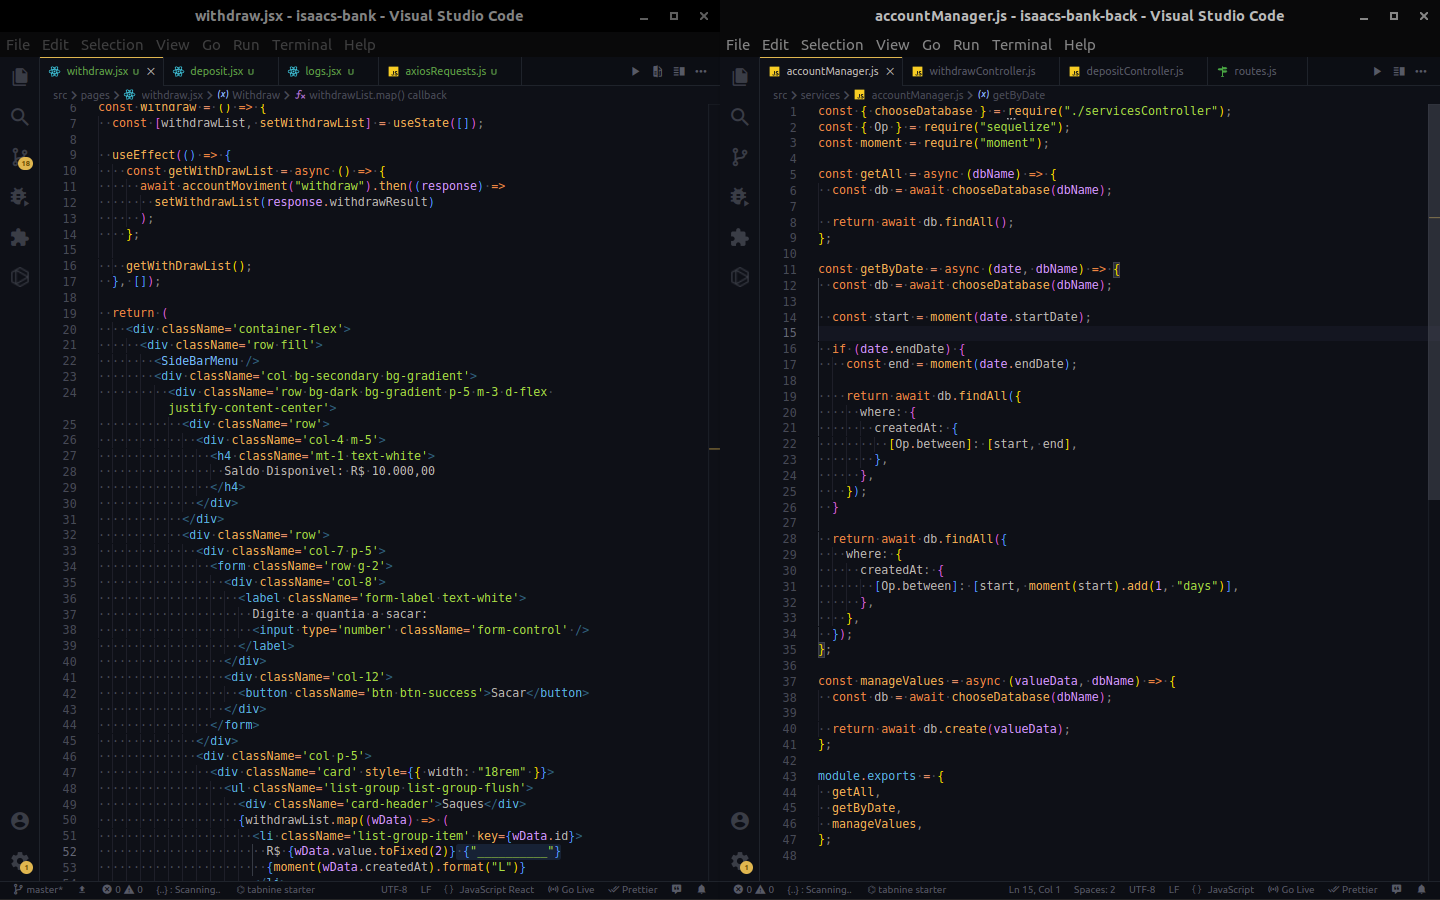 withdraw.jsx - isaacs-bank - Visual Studio Code
File Edit Selection View Go Run Terminal Help
withdraw.jsx U
deposit.jsx U
logs.jsx U
axiosRequests.js U
src > pages > withdraw.jsx > Withdraw > withdrawList.map() callback
6 const Withdraw = () => {
7 const [withdrawList, setWithdrawList] = useState([]);
8
9 useEffect(() => {
10 const getWithDrawList = async () => {
11 await accountMoviment("withdraw").then((response) =>
12 setWithdrawList(response.withdrawResult)
13 );
14 };
15
16 getWithDrawList();
17 }, []);
18
19 return (
20 <div className='container-flex'>
21 <div className='row fill'>
22 <SideBarMenu />
23 <div className='col bg-secondary bg-gradient'>
24 <div className='row bg-dark bg-gradient p-5 m-3 d-flex
justify-content-center'>
25 <div className='row'>
26 <div className='col-4 m-5'>
27 <h4 className='mt-1 text-white'>
28 Saldo Disponivel: R$ 10.000,00
29 </h4>
30 </div>
31 </div>
32 <div className='row'>
33 <div className='col-7 p-5'>
34 <form className='row g-2'>
35 <div className='col-8'>
36 <label className='form-label text-white'>
37 Digite a quantia a sacar:
38 <input type='number' className='form-control' />
39 </label>
40 </div>
41 <div className='col-12'>
42 <button className='btn btn-success'>Sacar</button>
43 </div>
44 </form>
45 </div>
46 <div className='col p-5'>
47 <div className='card' style={{ width: "18rem" }}>
48 <ul className='list-group list-group-flush'>
49 <div className='card-header'>Saques</div>
50 {withdrawList.map((wData) => (
51 <li className='list-group-item' key={wData.id}>
52 R$ {wData.value.toFixed(2)} {"__________"}
53 {moment(wData.createdAt).format("L")}
</li>
18
1
master* 0 0 {..} : Scanning.. tabnine starter UTF-8 LF {} JavaScript React Go Live Prettier
accountManager.js - isaacs-bank-back - Visual Studio Code
File Edit Selection View Go Run Terminal Help
accountManager.js
withdrawController.js
depositController.js
routes.js
src > services > accountManager.js > getByDate
1 const { chooseDatabase } = require("./servicesController");
2 const { Op } = require("sequelize");
3 const moment = require("moment");
4
5 const getAll = async (dbName) => {
6 const db = await chooseDatabase(dbName);
7
8 return await db.findAll();
9 };
10
11 const getByDate = async (date, dbName) => {
12 const db = await chooseDatabase(dbName);
13
14 const start = moment(date.startDate);
15
16 if (date.endDate) {
17 const end = moment(date.endDate);
18
19 return await db.findAll({
20 where: {
21 createdAt: {
22 [Op.between]: [start, end],
23 },
24 },
25 });
26 }
27
28 return await db.findAll({
29 where: {
30 createdAt: {
31 [Op.between]: [start, moment(start).add(1, "days")],
32 },
33 },
34 });
35 };
36
37 const manageValues = async (valueData, dbName) => {
38 const db = await chooseDatabase(dbName);
39
40 return await db.create(valueData);
41 };
42
43 module.exports = {
44 getAll,
45 getByDate,
46 manageValues,
47 };
48
1
0 0 {..} : Scanning.. tabnine starter Ln 15, Col 1 Spaces: 2 UTF-8 LF {} JavaScript Go Live Prettier